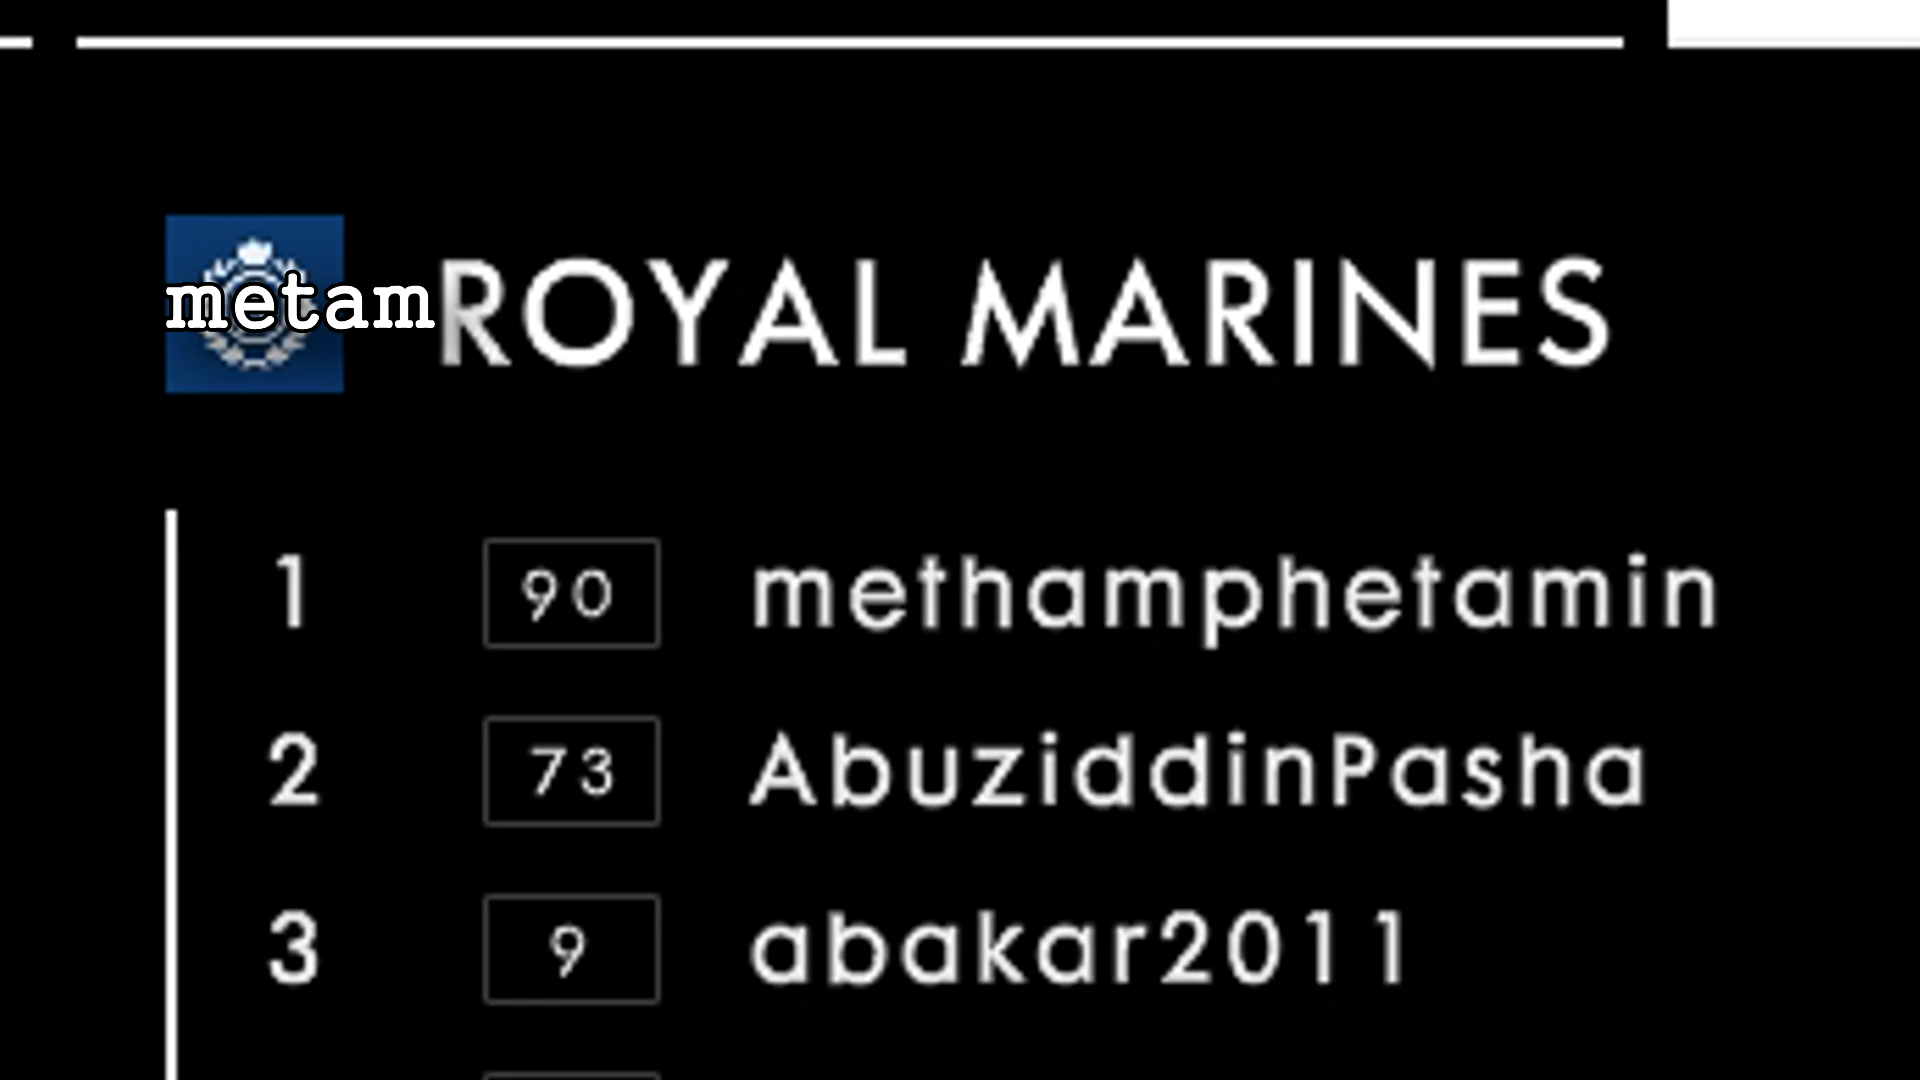 metam ROYAL MARINES
1 90 methamphetamin
2 73 AbuziddinPasha
3 9 abakar2011